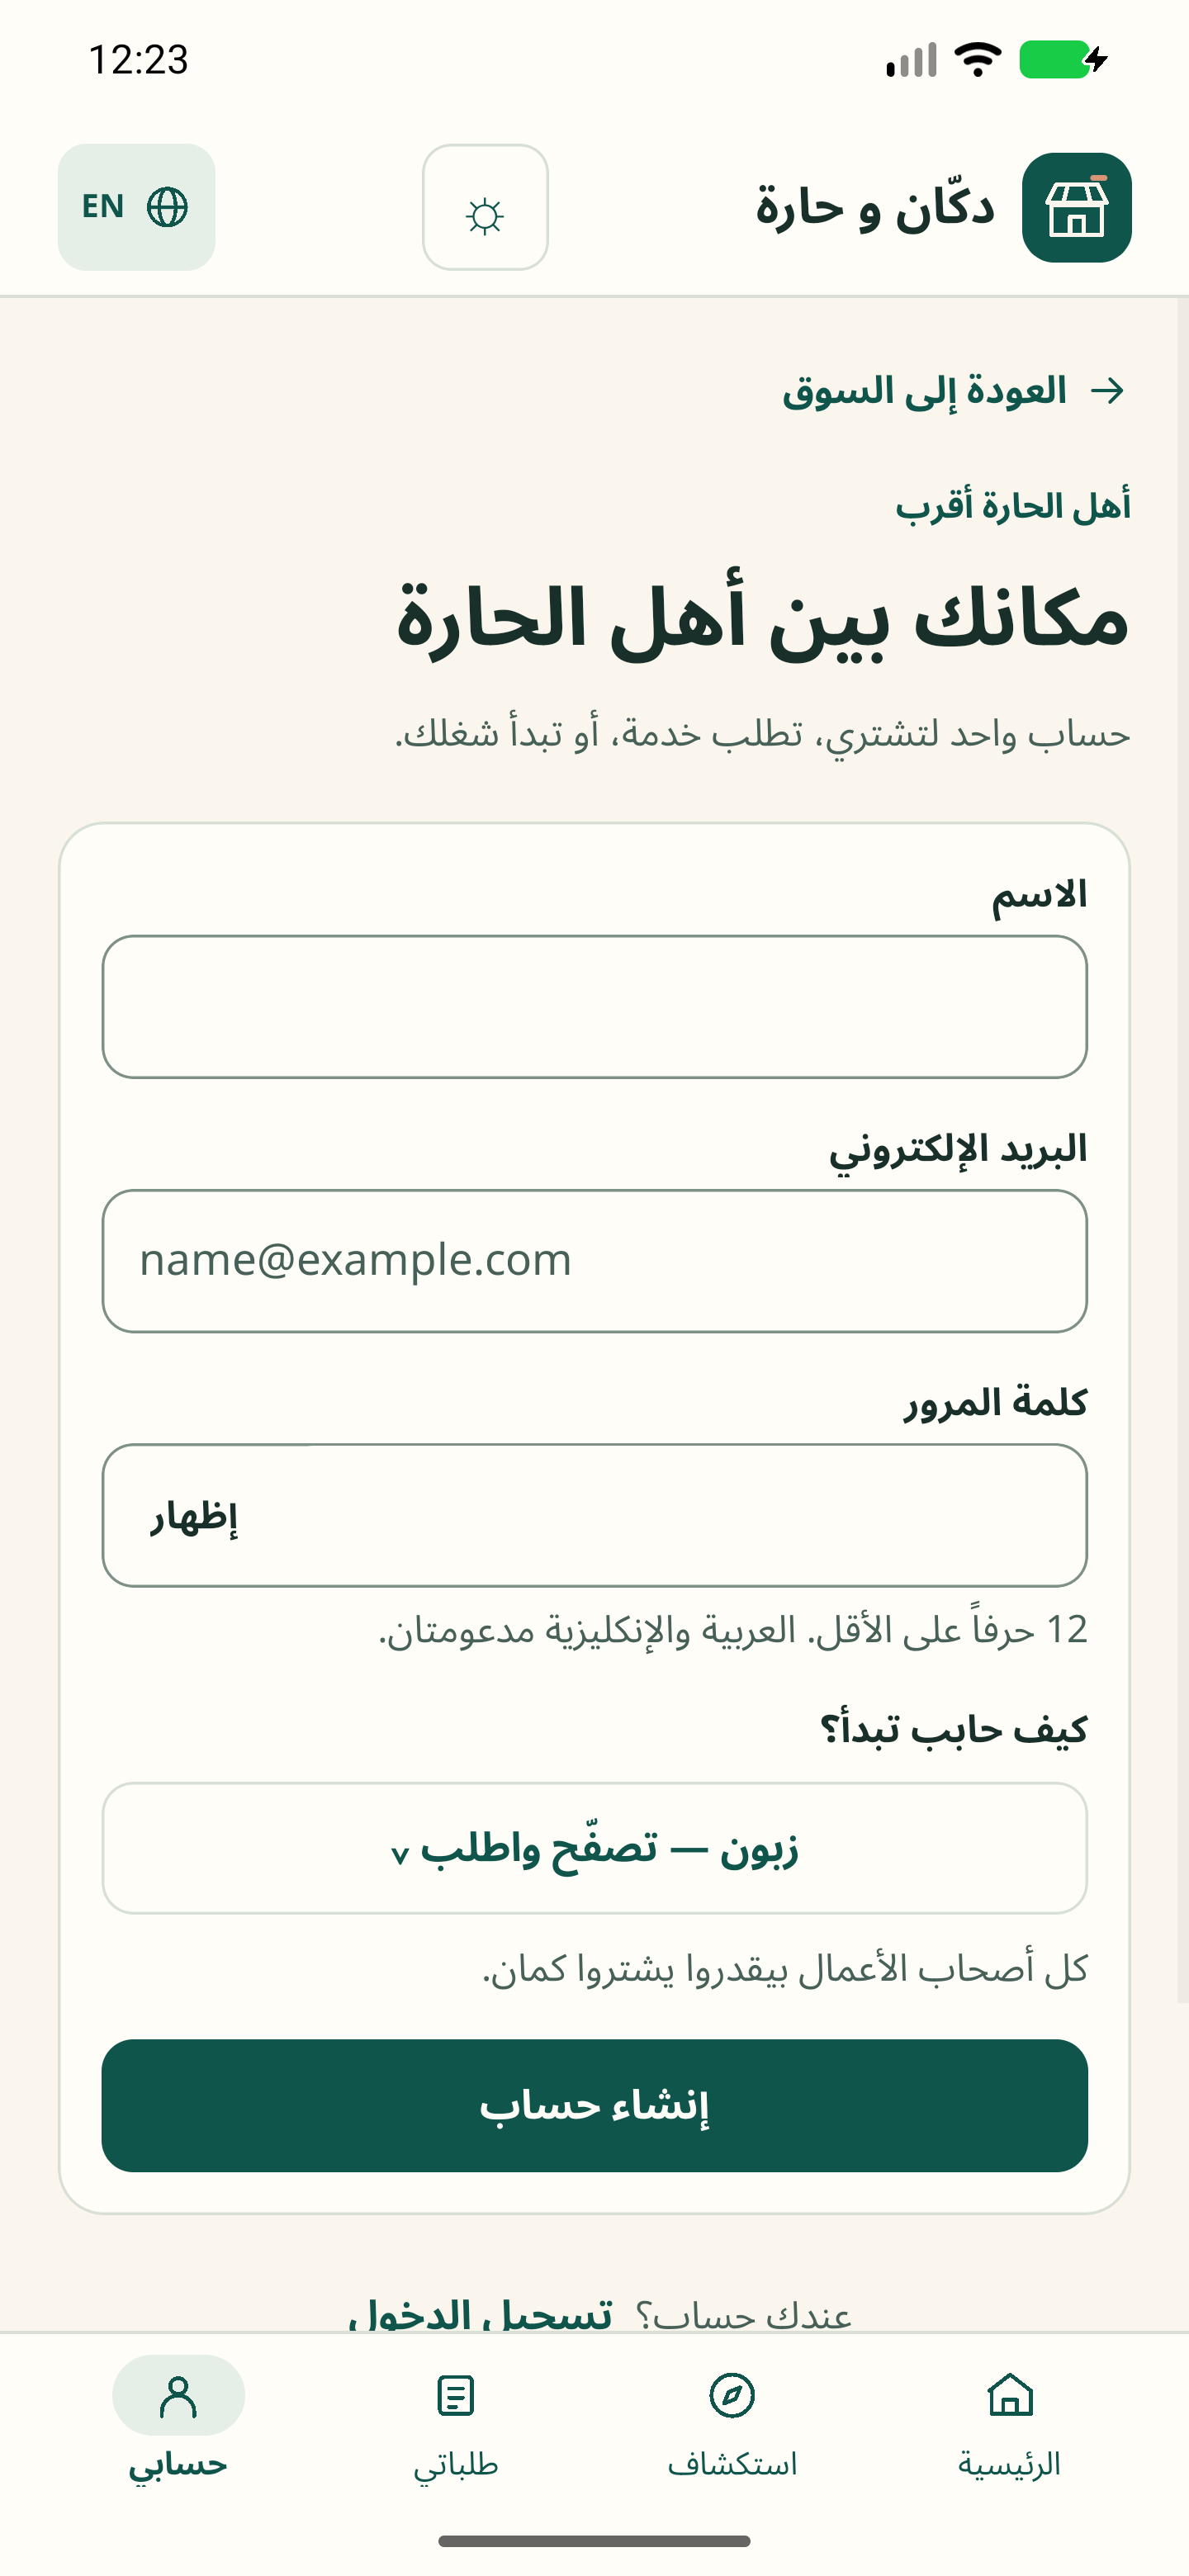 12:23
دكّان و حارة
EN
العودة إلى السوق
أهل الحارة أقرب
مكانك بين أهل الحارة
حساب واحد لتشتري، تطلب خدمة، أو تبدأ شغلك.
الاسم
البريد الإلكتروني
name@example.com
كلمة المرور
إظهار
12 حرفاً على الأقل. العربية والإنكليزية مدعومتان.
كيف حابب تبدأ؟
زبون — تصفّح واطلب
كل أصحاب الأعمال بيقدروا يشتروا كمان.
إنشاء حساب
عندك حساب؟ تسجيل الدخول
الرئيسية
استكشاف
طلباتي
حسابي